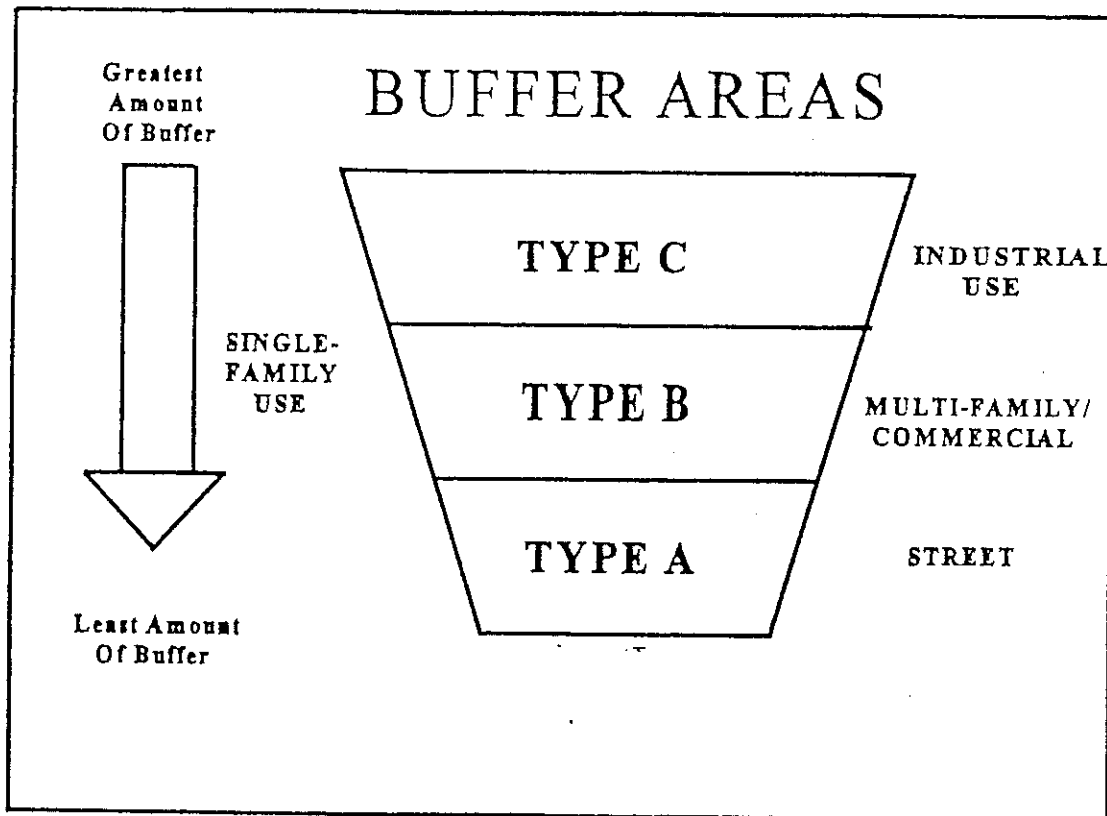 BUFFER AREAS
Greatest
Amount
Of Buffer
SINGLE-
FAMILY
USE
Least Amount
Of Buffer
TYPE C
INDUSTRIAL
USE
TYPE B
MULTI-FAMILY/
COMMERCIAL
TYPE A
STREET